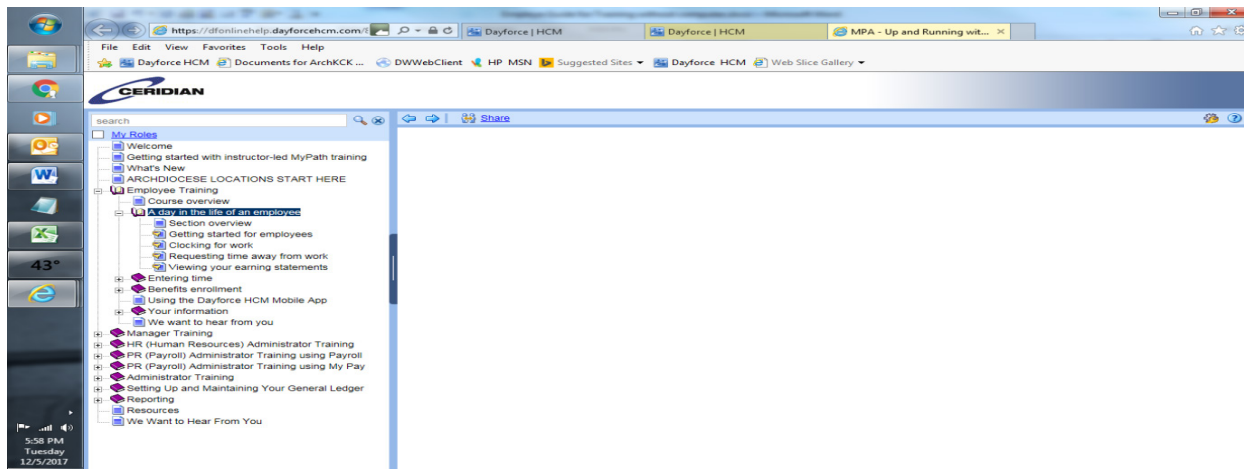 https://dfonlinehelp.dayforcehcm.com/
Dayforce | HCM
Dayforce | HCM
MPA - Up and Running wit...
File Edit View Favorites Tools Help
Dayforce HCM
Documents for ArchKCK ...
DWWebClient
HP MSN
Suggested Sites
Dayforce HCM
Web Slice Gallery
CERIDIAN
search
Share
My Roles
Welcome
Getting started with instructor-led MyPath training
What's New
ARCHDIOCESE LOCATIONS START HERE
Employee Training
Course overview
A day in the life of an employee
Section overview
Getting started for employees
Clocking for work
Requesting time away from work
Viewing your earning statements
Entering time
Benefits enrollment
Using the Dayforce HCM Mobile App
Your information
We want to hear from you
Manager Training
HR (Human Resources) Administrator Training
PR (Payroll) Administrator Training using Payroll
PR (Payroll) Administrator Training using My Pay
Administrator Training
Setting Up and Maintaining Your General Ledger
Reporting
Resources
We Want to Hear From You
43°
5:58 PM
Tuesday
12/5/2017